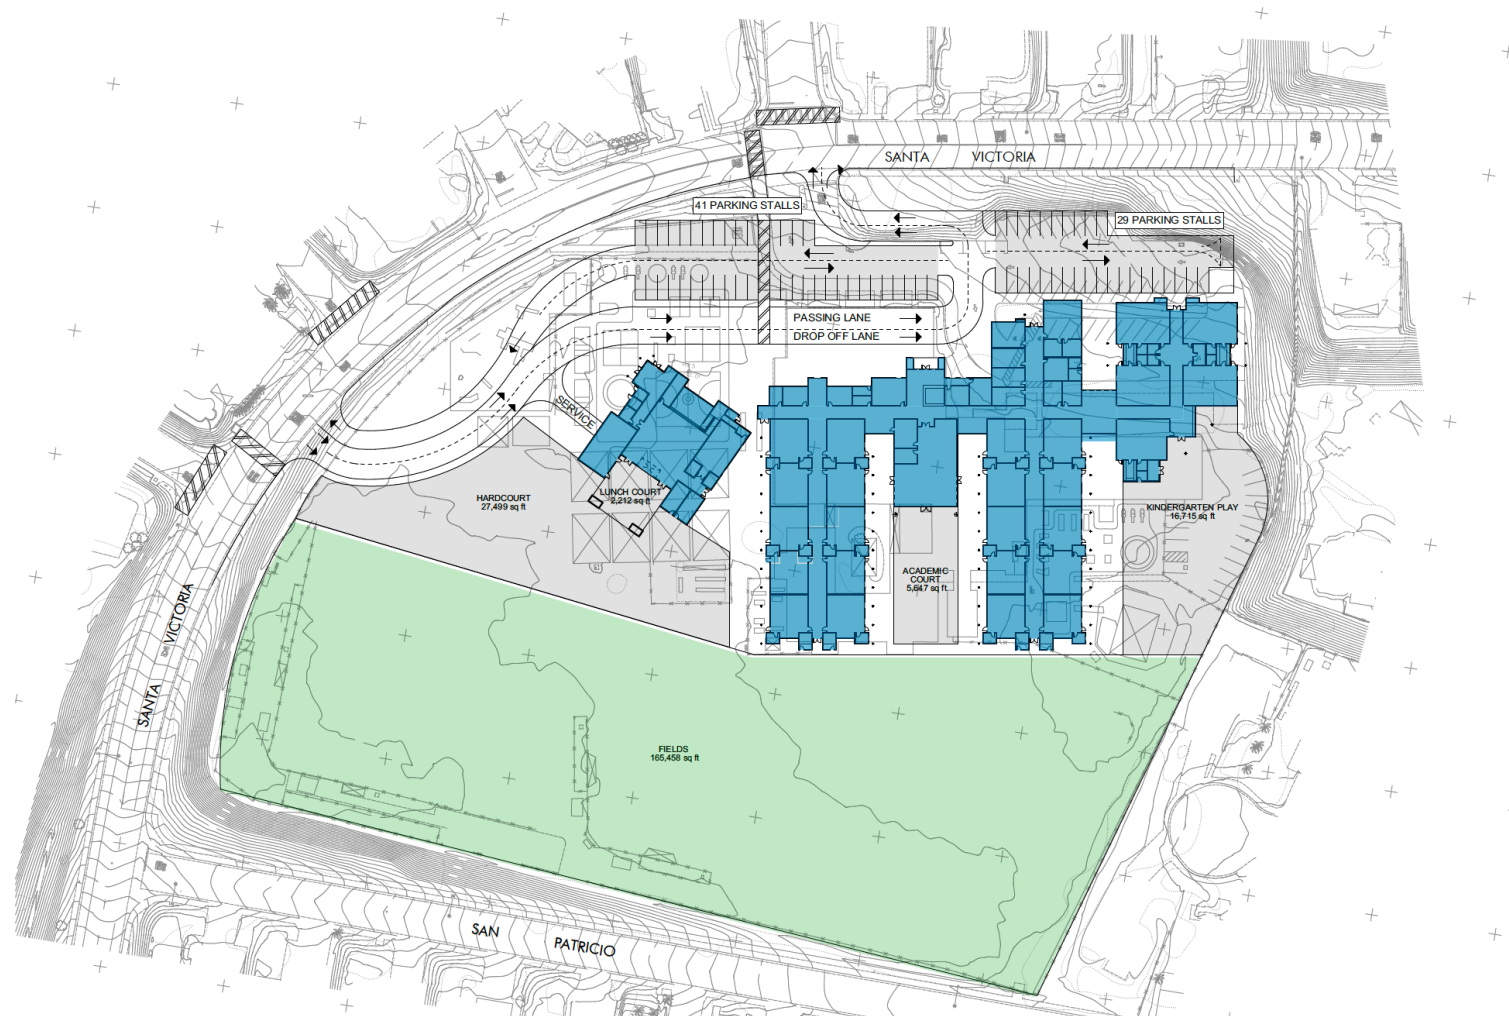 SANTA VICTORIA
41 PARKING STALLS
29 PARKING STALLS
PASSING LANE
DROP OFF LANE
SERVICE
HARDCOURT
27,499 sq ft
LUNCH COURT
2,212 sq ft
KINDERGARTEN PLAY
16,715 sq ft
ACADEMIC
COURT
5,647 sq ft
SANTA VICTORIA
FIELDS
165,458 sq ft
SAN PATRICIO